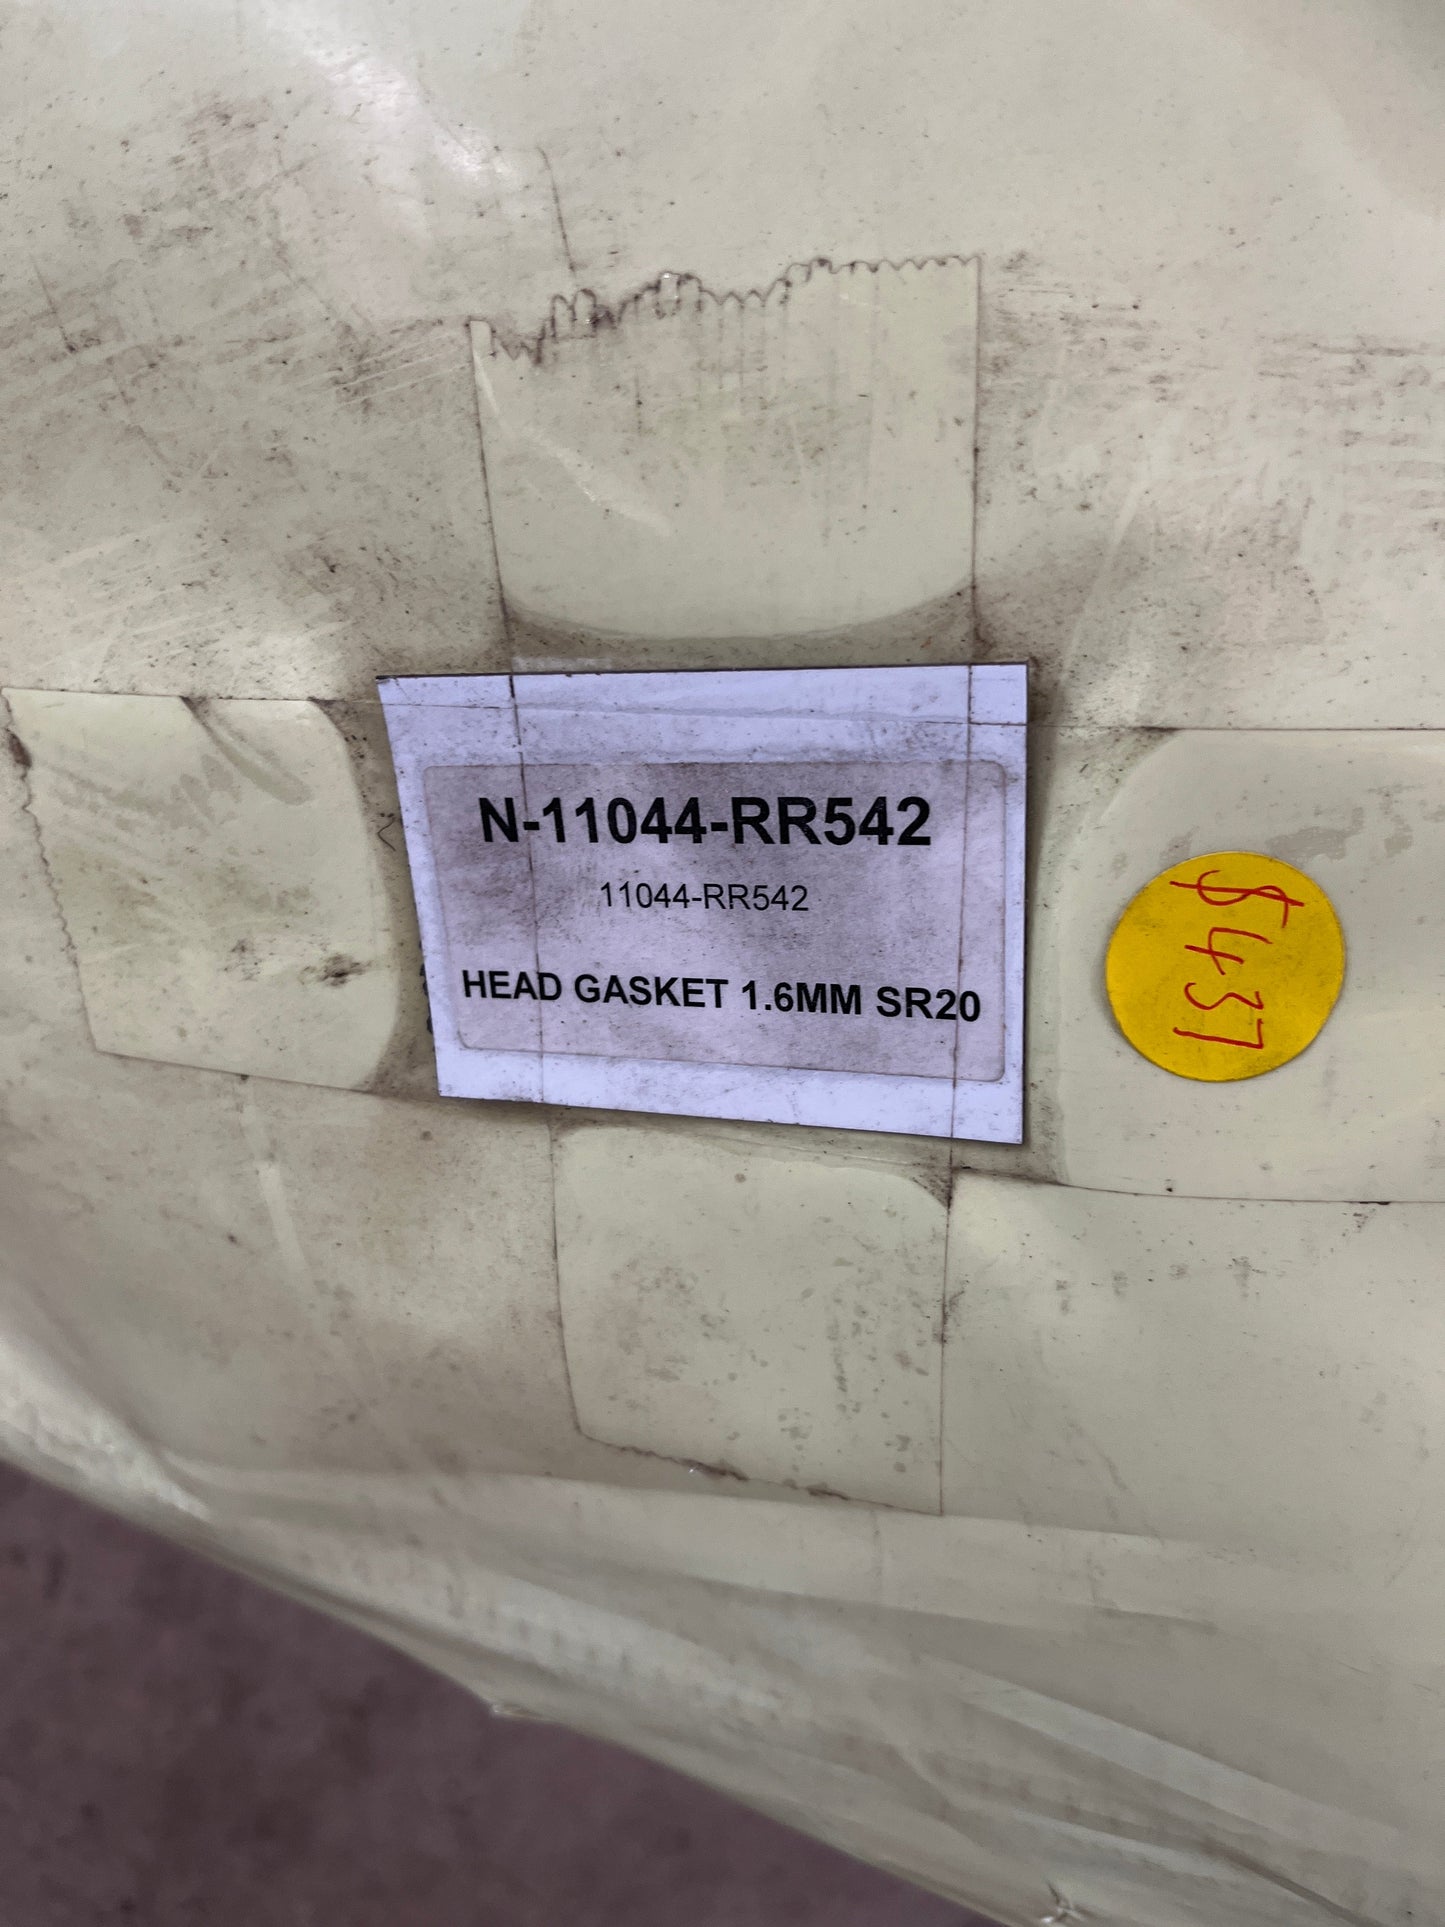 N-11044-RR542
11044-RR542
HEAD GASKET 1.6MM SR20
$437